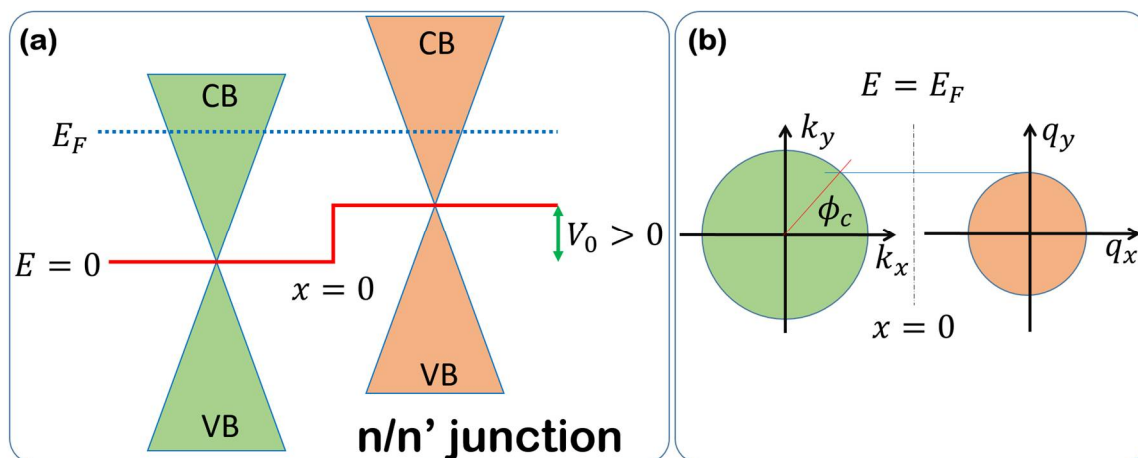 (a)
CB
CB
E_F
V_0 > 0
E = 0
x = 0
VB
VB
n/n' junction
(b)
E = E_F
k_y
q_y
ϕ_c
k_x
q_x
x = 0